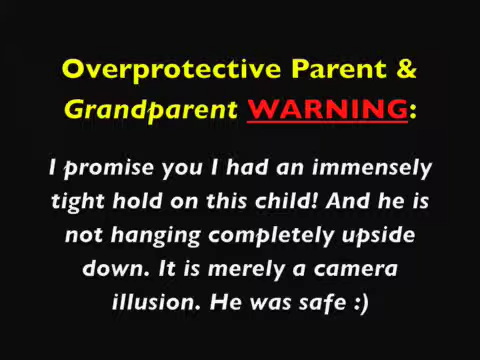 Overprotective Parent &
Grandparent WARNING:
I promise you I had an immensely
tight hold on this child! And he is
not hanging completely upside
down. It is merely a camera
illusion. He was safe :)